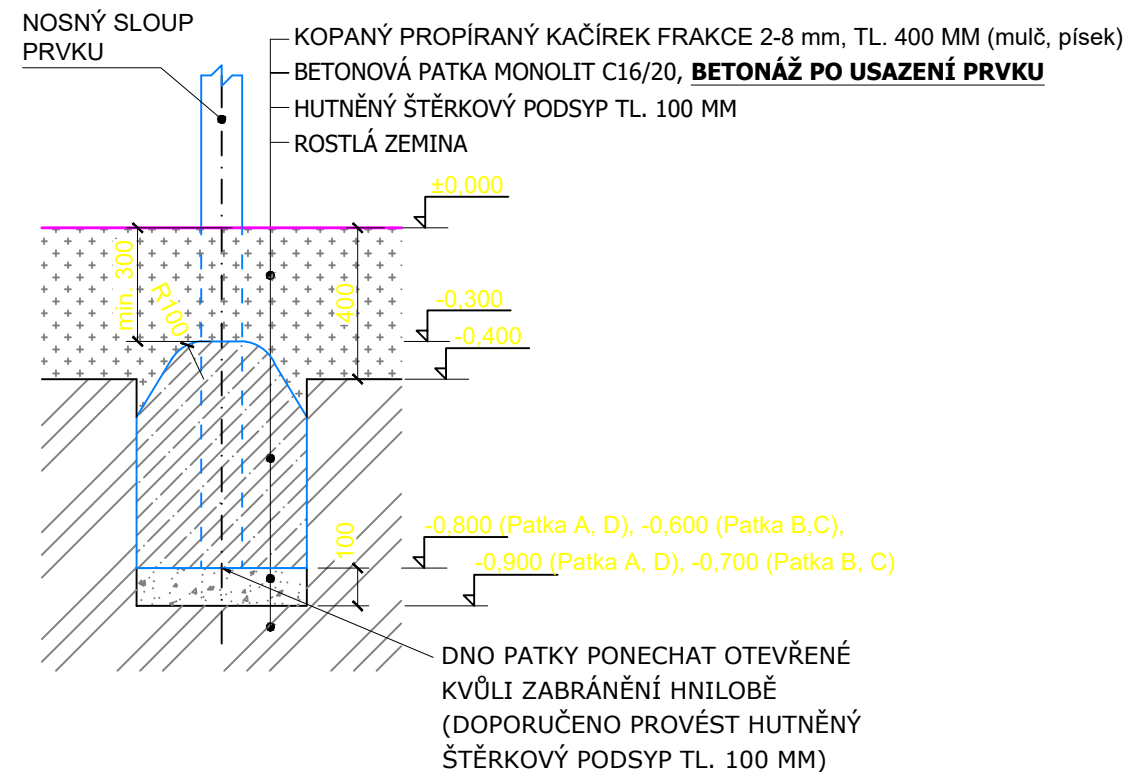 NOSNÝ SLOUP
PRVKU
KOPANÝ PROPÍRANÝ KAČÍREK FRAKCE 2-8 mm, TL. 400 MM (mulč, písek)
BETONOVÁ PATKA MONOLIT C16/20, BETONÁŽ PO USAZENÍ PRVKU
HUTNĚNÝ ŠTĚRKOVÝ PODSYP TL. 100 MM
ROSTLÁ ZEMINA
±0,000
min. 300
R100
400
-0,300
-0,400
100
-0,800 (Patka A, D), -0,600 (Patka B,C),
-0,900 (Patka A, D), -0,700 (Patka B, C)
DNO PATKY PONECHAT OTEVŘENÉ
KVŮLI ZABRÁNĚNÍ HNILOBĚ
(DOPORUČENO PROVÉST HUTNĚNÝ
ŠTĚRKOVÝ PODSYP TL. 100 MM)